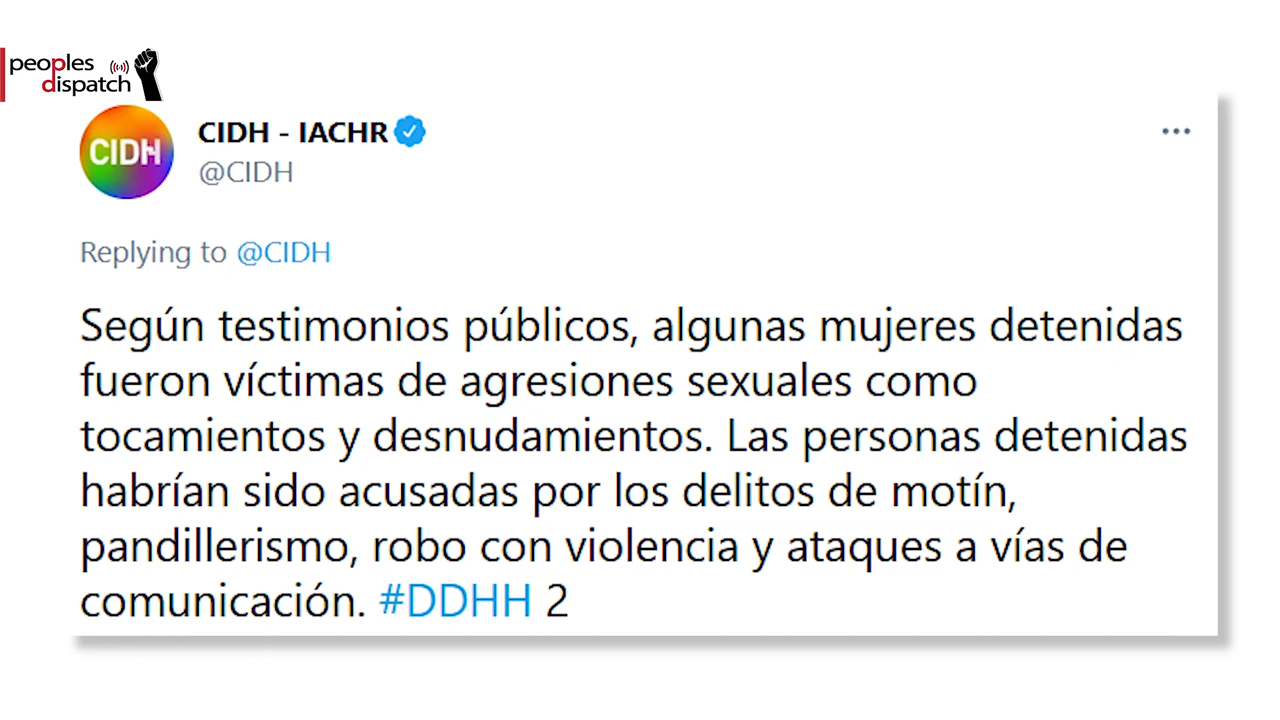 peoples
dispatch
CIDH
CIDH - IACHR
@CIDH
Replying to @CIDH
Según testimonios públicos, algunas mujeres detenidas
fueron víctimas de agresiones sexuales como
tocamientos y desnudamientos. Las personas detenidas
habrían sido acusadas por los delitos de motín,
pandillerismo, robo con violencia y ataques a vías de
comunicación. #DDHH 2